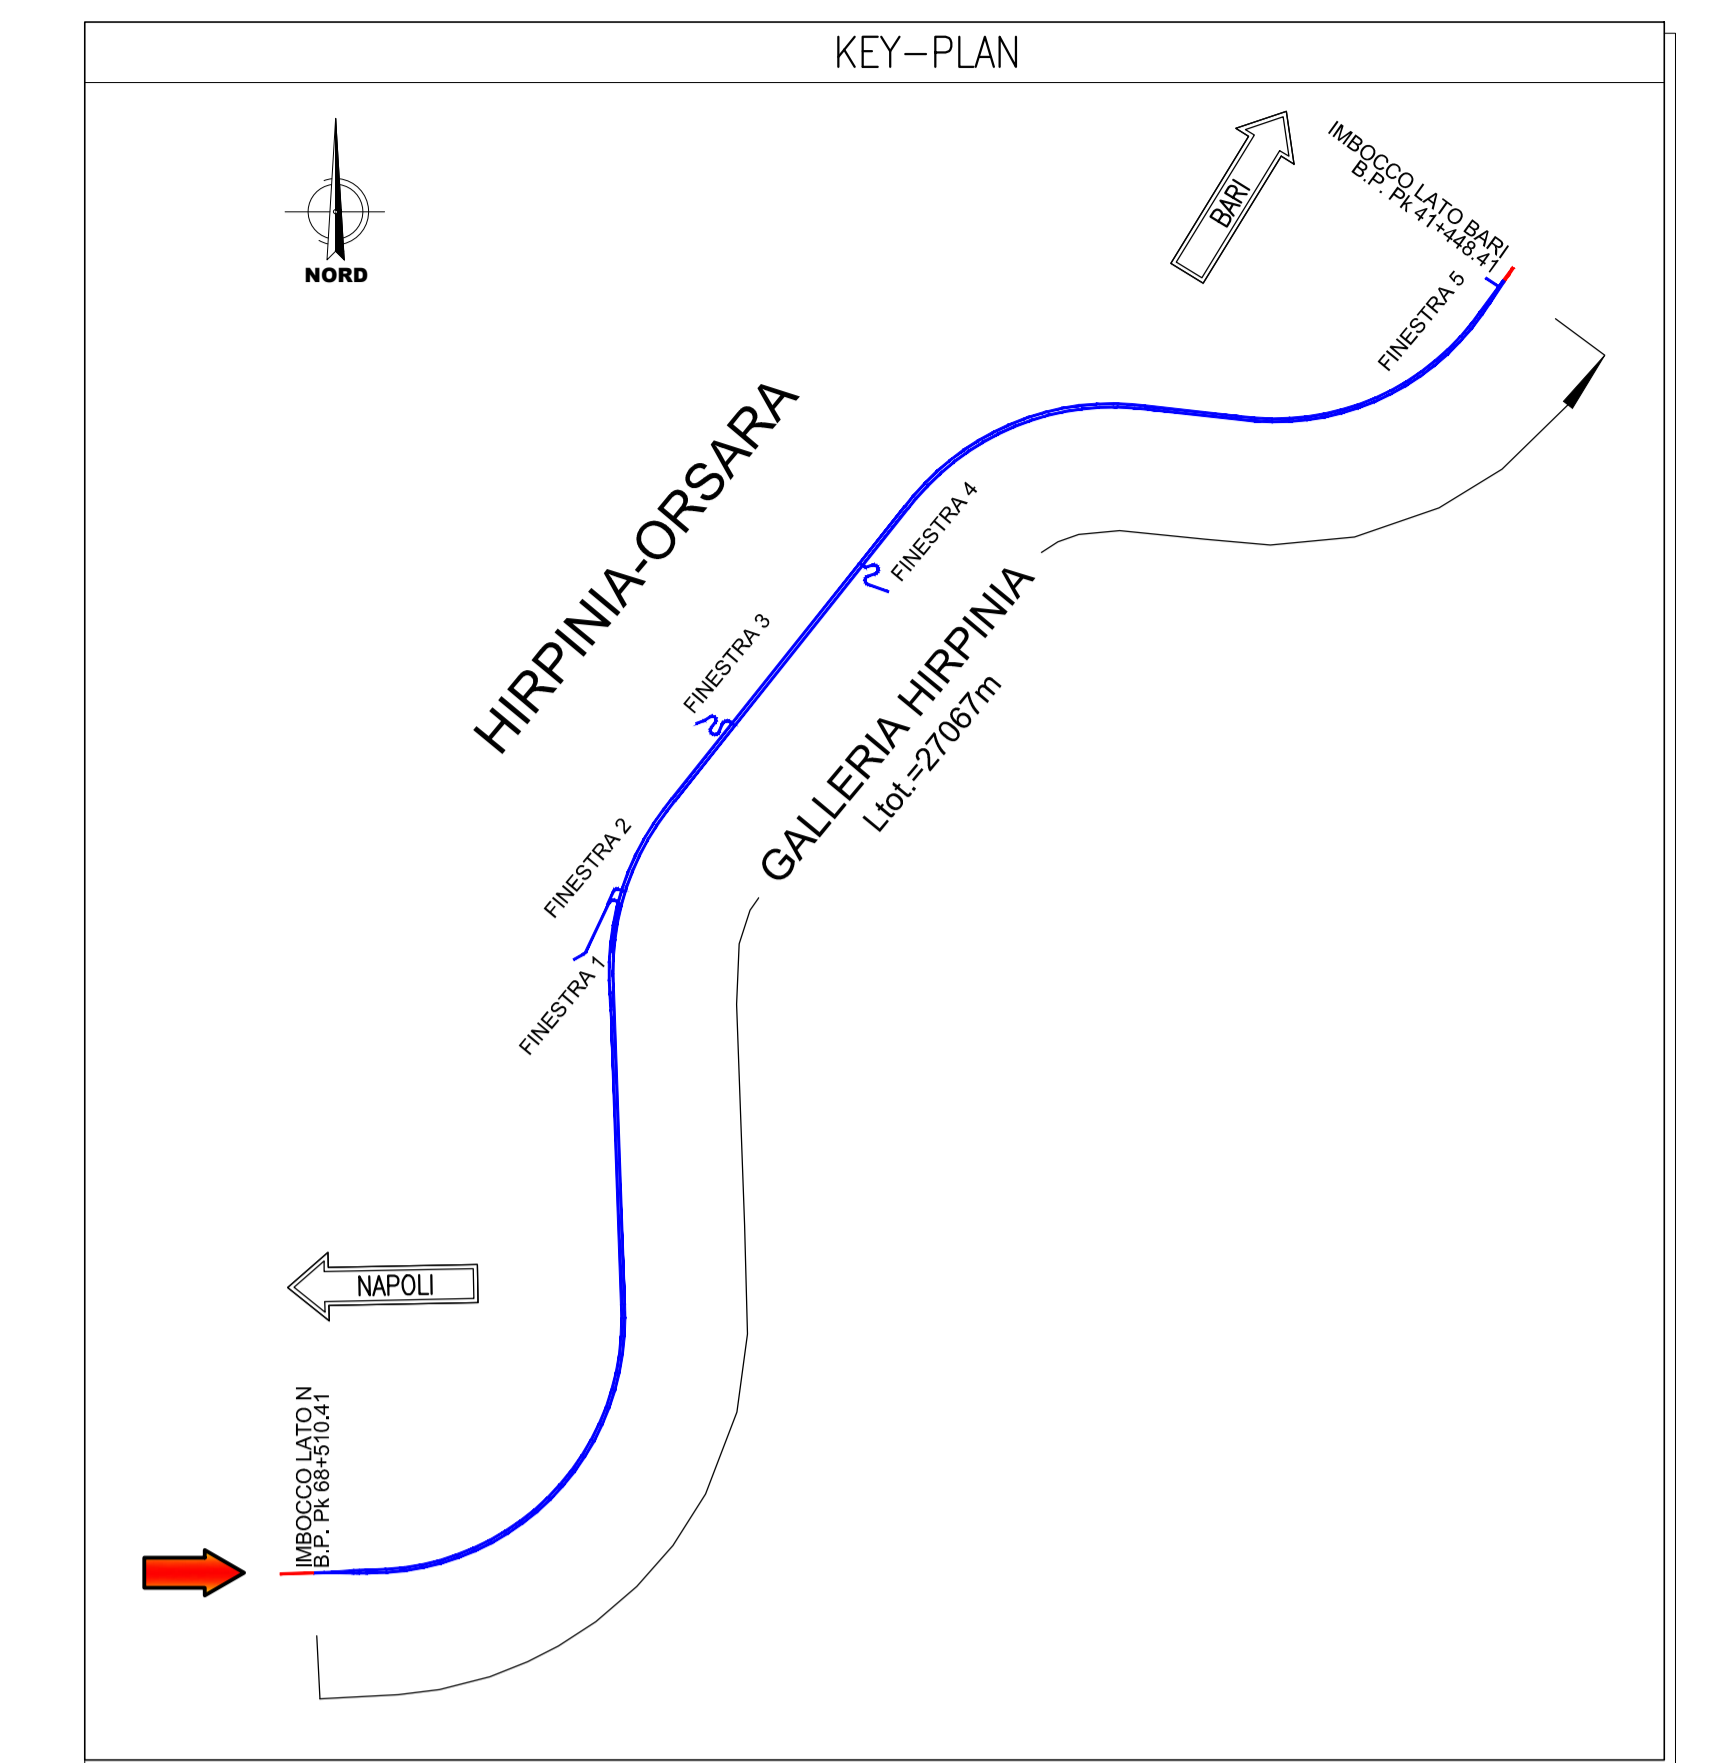 KEY-PLAN
NORD
BARI
IMBOCCO LATO BARI
B.P. Pk 41+448.41
FINESTRA 5
HIRPINIA-ORSARA
FINESTRA 4
GALLERIA HIRPINIA
Ltot.=27067m
FINESTRA 3
FINESTRA 2
FINESTRA 1
NAPOLI
IMBOCCO LATO N
B.P. Pk 68+510.41